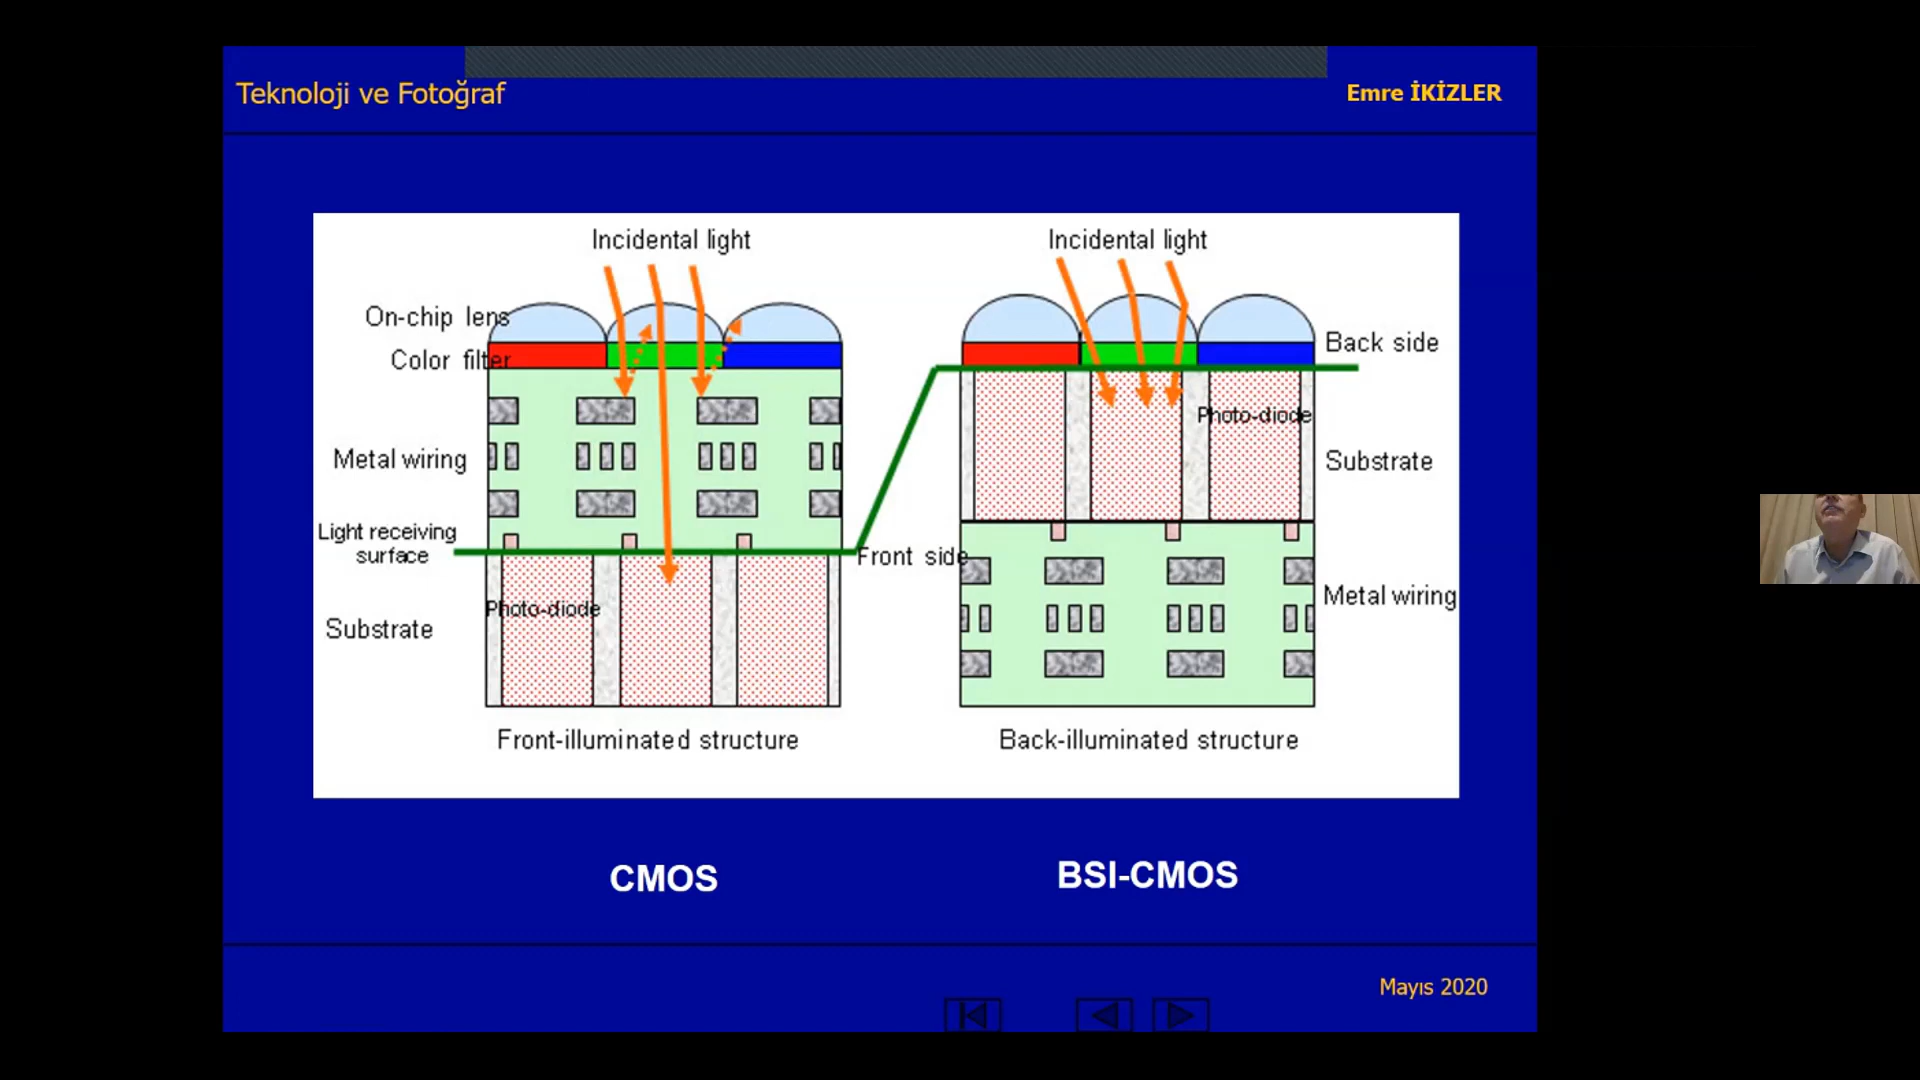 Teknoloji ve Fotoğraf
Emre İKİZLER
Incidental light
Incidental light
On-chip lens
Color filter
Back side
Photo-diode
Metal wiring
Substrate
Light receiving
surface
Front side
Photo-diode
Substrate
Metal wiring
Front-illuminated structure
Back-illuminated structure
CMOS
BSI-CMOS
Mayıs 2020